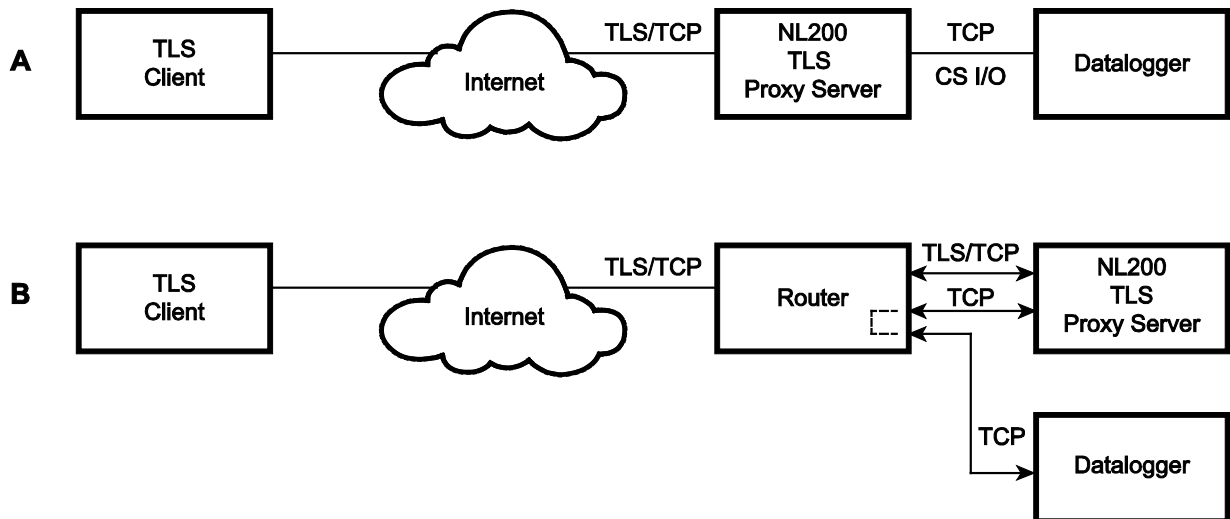 A
TLS
Client
Internet
TLS/TCP
NL200
TLS
Proxy Server
TCP
CS I/O
Datalogger
B
TLS
Client
Internet
TLS/TCP
Router
TLS/TCP
TCP
NL200
TLS
Proxy Server
TCP
Datalogger